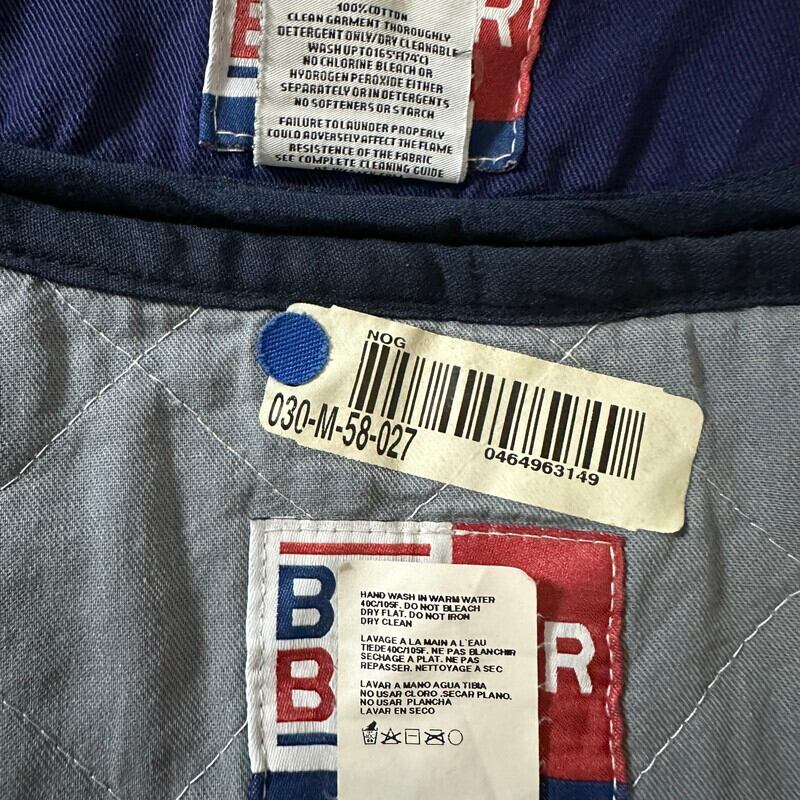 100% COTTON
CLEAN GARMENT THOROUGHLY
DETERGENT ONLY/DRY CLEANABLE
WASH UP TO 165°F(74°C)
NO CHLORINE BLEACH OR
HYDROGEN PEROXIDE EITHER
SEPARATELY OR IN DETERGENTS
NO SOFTENERS OR STARCH
FAILURE TO LAUNDER PROPERLY
COULD ADVERSELY AFFECT THE FLAME
RESISTENCE OF THE FABRIC
SEE COMPLETE CLEANING GUIDE
B R
NOG
030-M-58-027
0464963149
B
B R
HAND WASH IN WARM WATER
40C/105F. DO NOT BLEACH
DRY FLAT. DO NOT IRON
DRY CLEAN
LAVAGE A LA MAIN A L'EAU
TIEDE 40C/105F. NE PAS BLANCHIR
SECHAGE A PLAT. NE PAS
REPASSER. NETTOYAGE A SEC
LAVAR A MANO AGUA TIBIA
NO USAR CLORO .SECAR PLANO.
NO USAR PLANCHA
LAVAR EN SECO